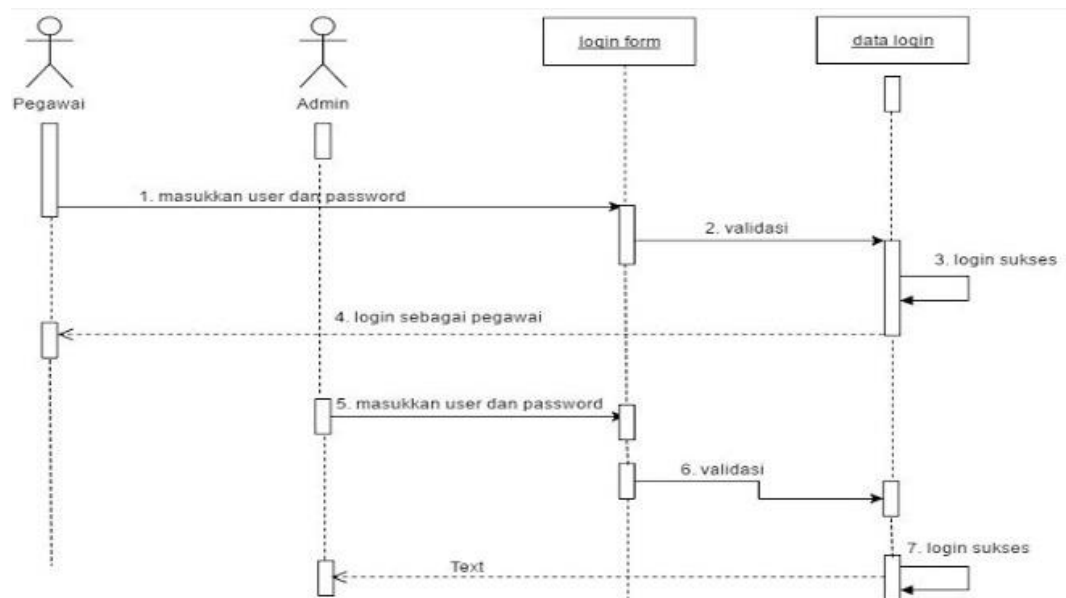 Pegawai
Admin
login form
data login
1. masukkan user dan password
2. validasi
3. login sukses
4. login sebagai pegawai
5. masukkan user dan password
6. validasi
7. login sukses
Text